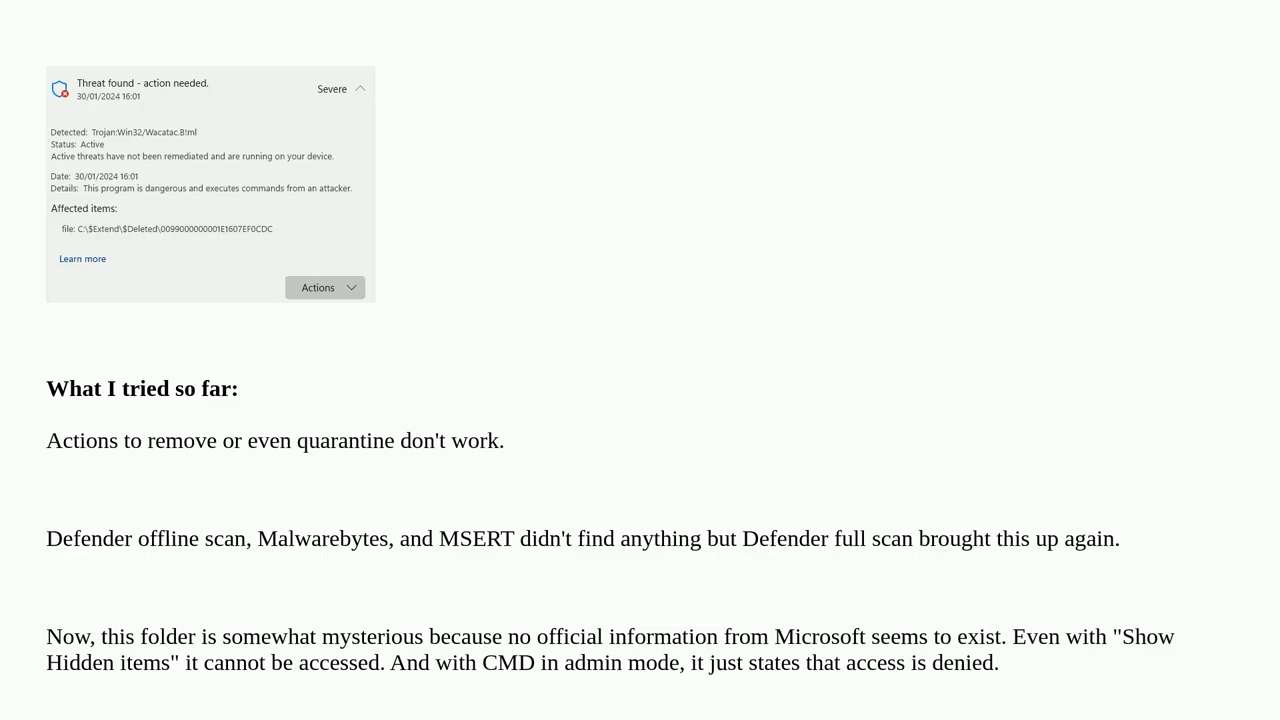 Threat found - action needed.
30/01/2024 16:01
Severe
Detected: Trojan:Win32/Wacatac.B!ml
Status: Active
Active threats have not been remediated and are running on your device.
Date: 30/01/2024 16:01
Details: This program is dangerous and executes commands from an attacker.
Affected items:
file: C:\$Extend\$Deleted\0099000000001E1607EF0CDC
Learn more
Actions
What I tried so far:
Actions to remove or even quarantine don't work.
Defender offline scan, Malwarebytes, and MSERT didn't find anything but Defender full scan brought this up again.
Now, this folder is somewhat mysterious because no official information from Microsoft seems to exist. Even with "Show
Hidden items" it cannot be accessed. And with CMD in admin mode, it just states that access is denied.